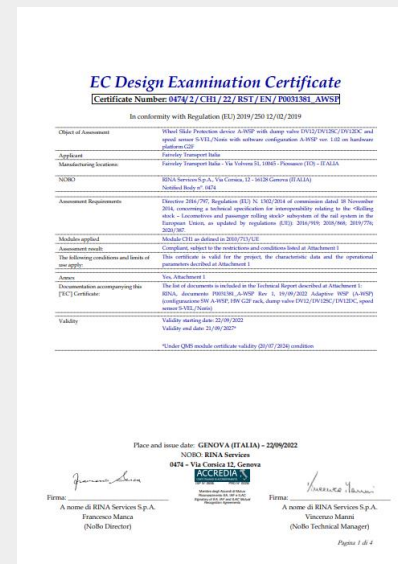 EC Design Examination Certificate
Certificate Number: 0474/ 2 / CH1 / 22 / RST / EN / P0031381_AWSP
In conformity with Regulation (EU) 2019/250 12/02/2019
Object of Assessment
Wheel Slide Protection device A-WSP with dump valve DV12/DV12SC/DV12DC and
speed sensor S-VEL/Noris with software configuration A-WSP ver. 1.02 on hardware
platform G2F
Applicant
Faiveley Transport Italia
Manufacturing locations:
Faiveley Transport Italia - Via Volvera 51, 10045 - Piossasco (TO) – ITALIA
NOBO
RINA Services S.p.A., Via Corsica, 12 - 16128 Genova (ITALIA)
Notified Body n° 0474
Assessment Requirements
Directive 2016/797, Regulation (EU) N. 1302/2014 of commission dated 18 November
2014, concerning a technical specification for interoperability relating to the «Rolling
stock – Locomotives and passenger rolling stock» subsystem of the rail system in the
European Union, as updated by regulations (UE): 2016/919; 2018/868; 2019/776;
2020/387.
Modules applied
Module CH1 as defined in 2010/713/UE
Assessment result:
Compliant, subject to the restrictions and conditions listed at Attachment 1
The following conditions and limits of
use apply:
This certificate is valid for the project, the characteristic data and the operational
parameters described at Attachment 1
Annex
Yes, Attachment 1
Documentation accompanying this
["EC"] Certificate:
The list of documents is included in the Technical Report described at Attachment 1:
RINA, documento P0031381_A-WSP Rev 1, 19/09/2022 Adaptive WSP (A-WSP)
(configurazione SW A-WSP, HW G2F rack, dump valve DV12/DV12SC/DV12DC, speed
sensor S-VEL/Noris)
Validity
Validity starting date: 22/09/2022
Validity end date: 21/09/2027*
*Under QMS module certificate validity (20/07/2024) condition
Place and issue date: GENOVA (ITALIA) – 22/09/2022
NOBO: RINA Services
0474 – Via Corsica 12, Genova
ACCREDIA
Firma:
Firma:
A nome di RINA Services S.p.A.
Francesco Manca
(NoBo Director)
A nome di RINA Services S.p.A.
Vincenzo Manni
(NoBo Technical Manager)
Pagina 1 di 4